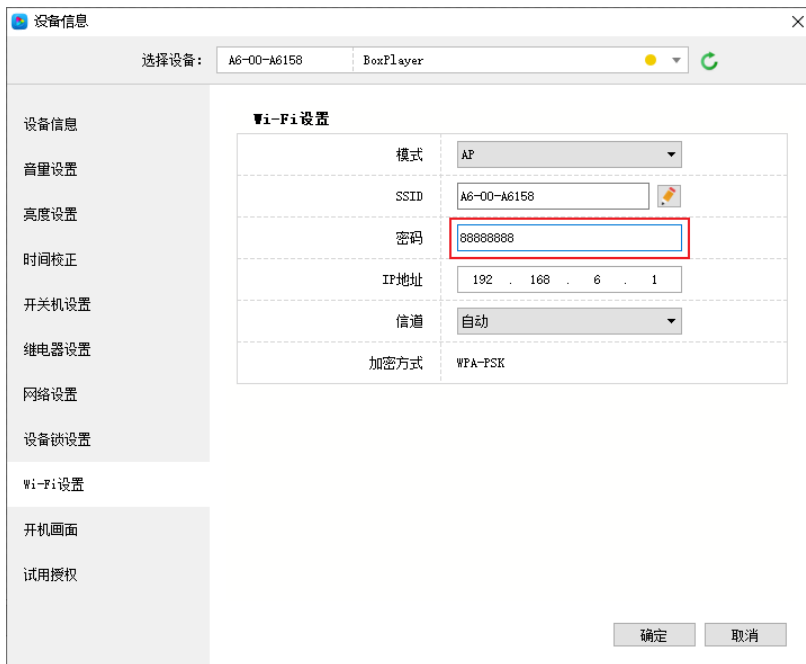 设备信息
选择设备: A6-00-A6158 BoxPlayer
设备信息
音量设置
亮度设置
时间校正
开关机设置
继电器设置
网络设置
设备锁设置
Wi-Fi设置
开机画面
试用授权
Wi-Fi设置
模式 AP
SSID A6-00-A6158
密码 88888888
IP地址 192 . 168 . 6 . 1
信道 自动
加密方式 WPA-PSK
确定 取消